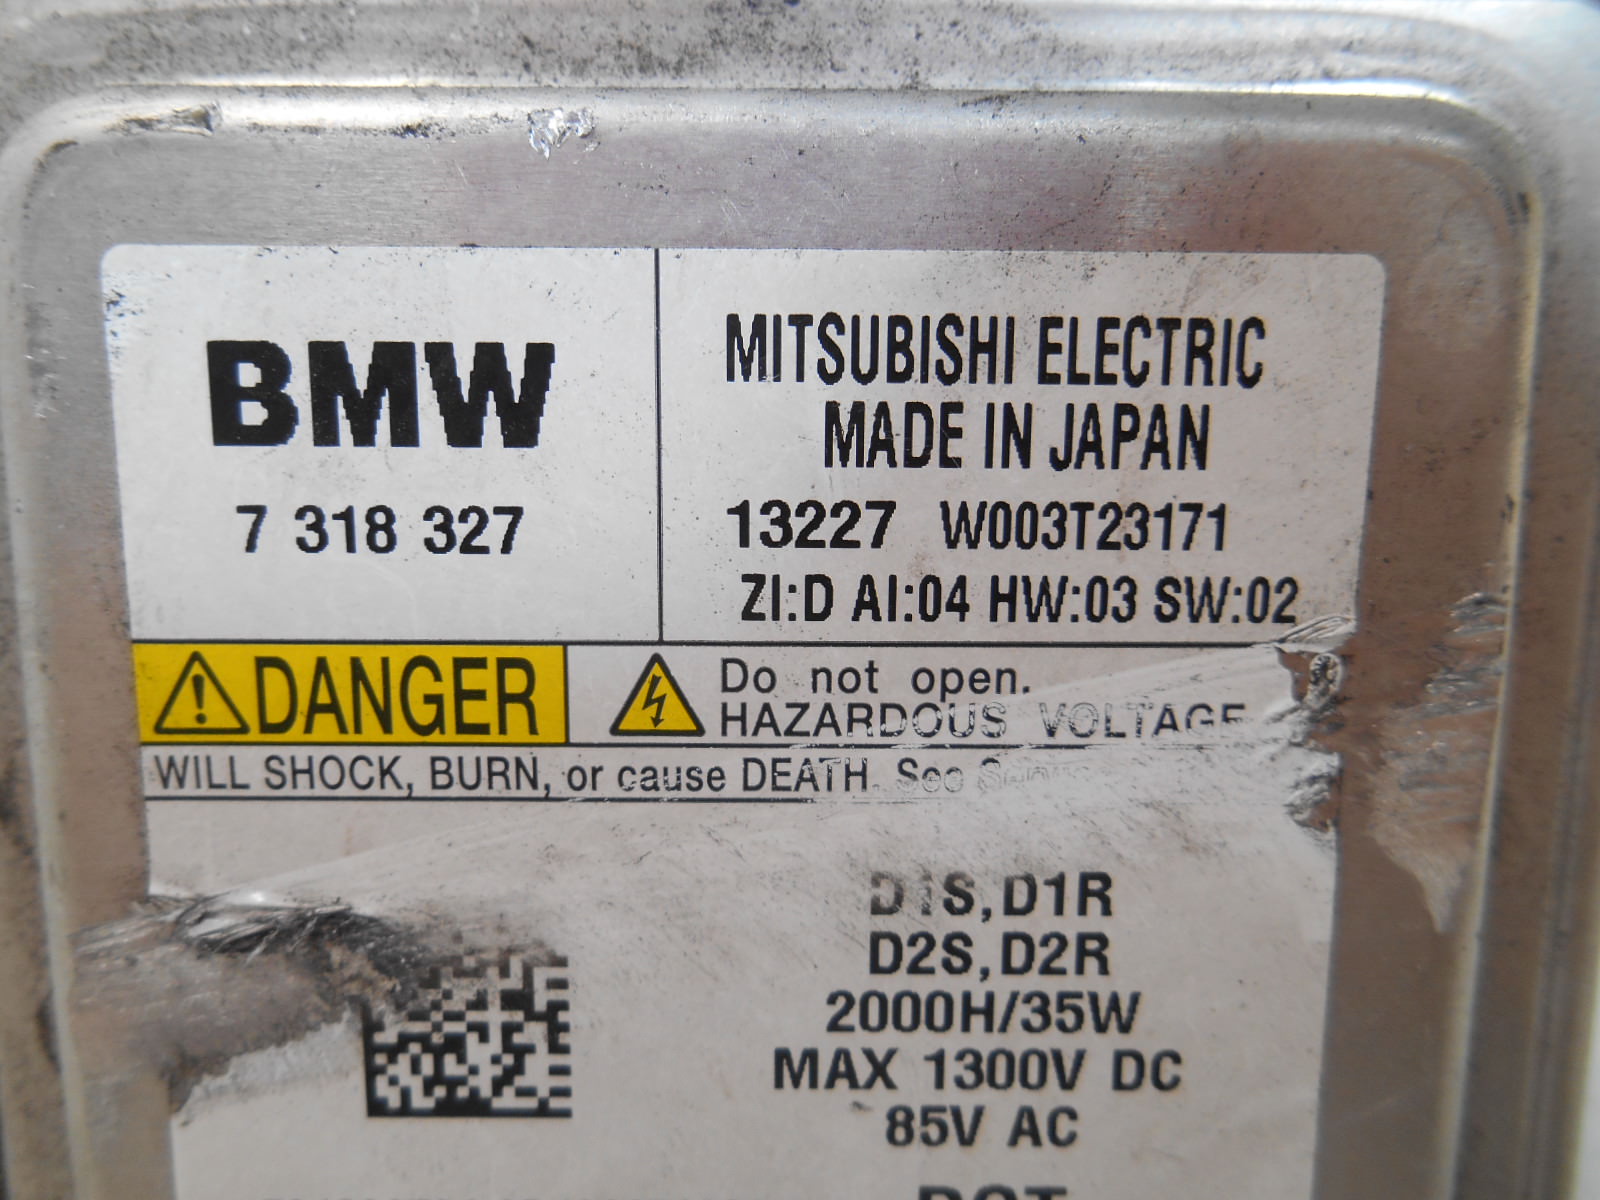 BMW
7 318 327
MITSUBISHI ELECTRIC
MADE IN JAPAN
13227 W003T23171
ZI:D AI:04 HW:03 SW:02
DANGER
Do not open.
HAZARDOUS VOLTAGE
WILL SHOCK, BURN, or cause DEATH. See
D1S, D1R
D2S, D2R
2000H/35W
MAX 1300V DC
85V AC
DOT